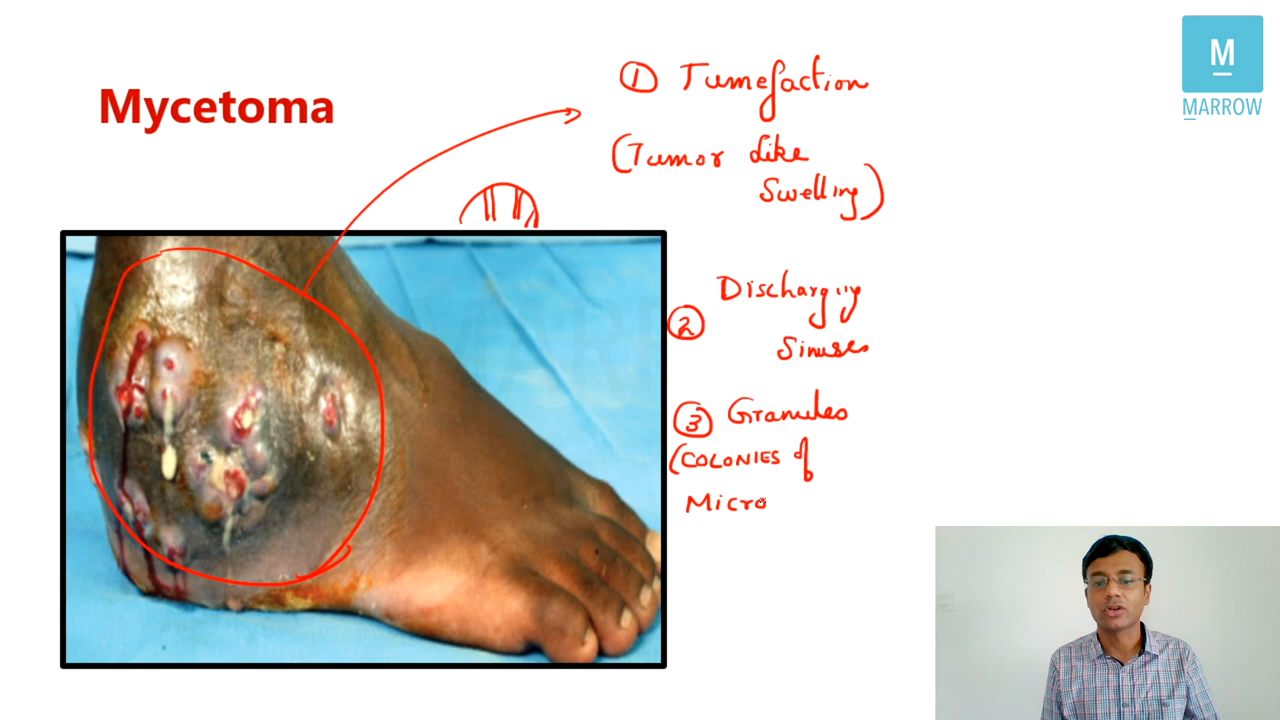 Mycetoma
① Tumefaction
(Tumor Like
Swelling)
② Discharging
Sinuses
③ Granules
(COLONIES of
Micro
M
MARROW